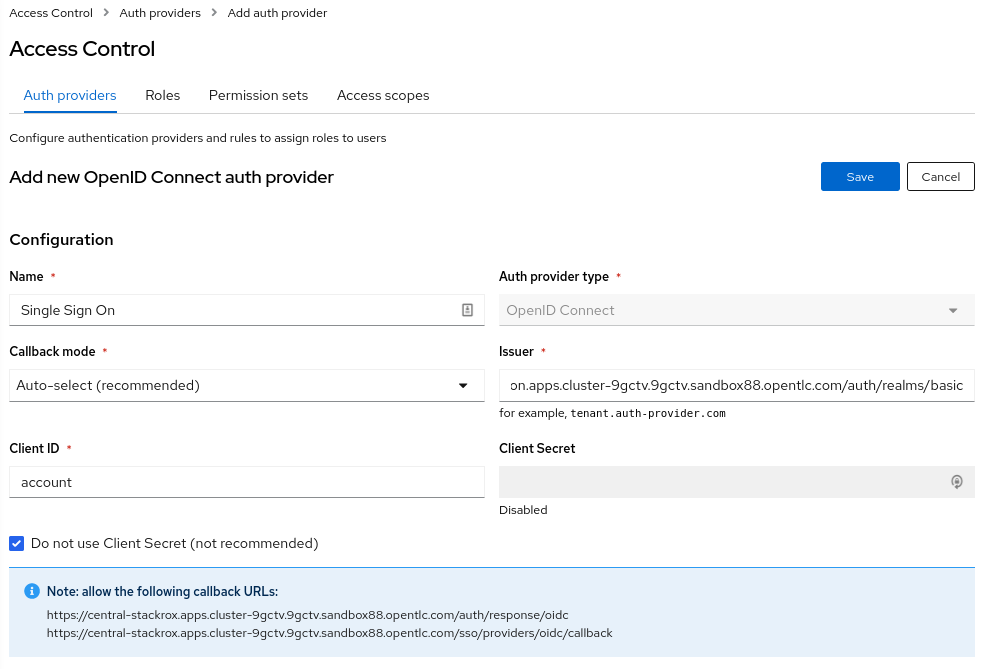 Access Control > Auth providers > Add auth provider
Access Control
Auth providers Roles Permission sets Access scopes
Configure authentication providers and rules to assign roles to users
Add new OpenID Connect auth provider Save Cancel
Configuration
Name * Auth provider type *
Single Sign On OpenID Connect
Callback mode * Issuer *
Auto-select (recommended) on.apps.cluster-9gctv.9gctv.sandbox88.opentlc.com/auth/realms/basic
for example, tenant.auth-provider.com
Client ID * Client Secret
account
Disabled
Do not use Client Secret (not recommended)
Note: allow the following callback URLs:
https://central-stackrox.apps.cluster-9gctv.9gctv.sandbox88.opentlc.com/auth/response/oidc
https://central-stackrox.apps.cluster-9gctv.9gctv.sandbox88.opentlc.com/sso/providers/oidc/callback